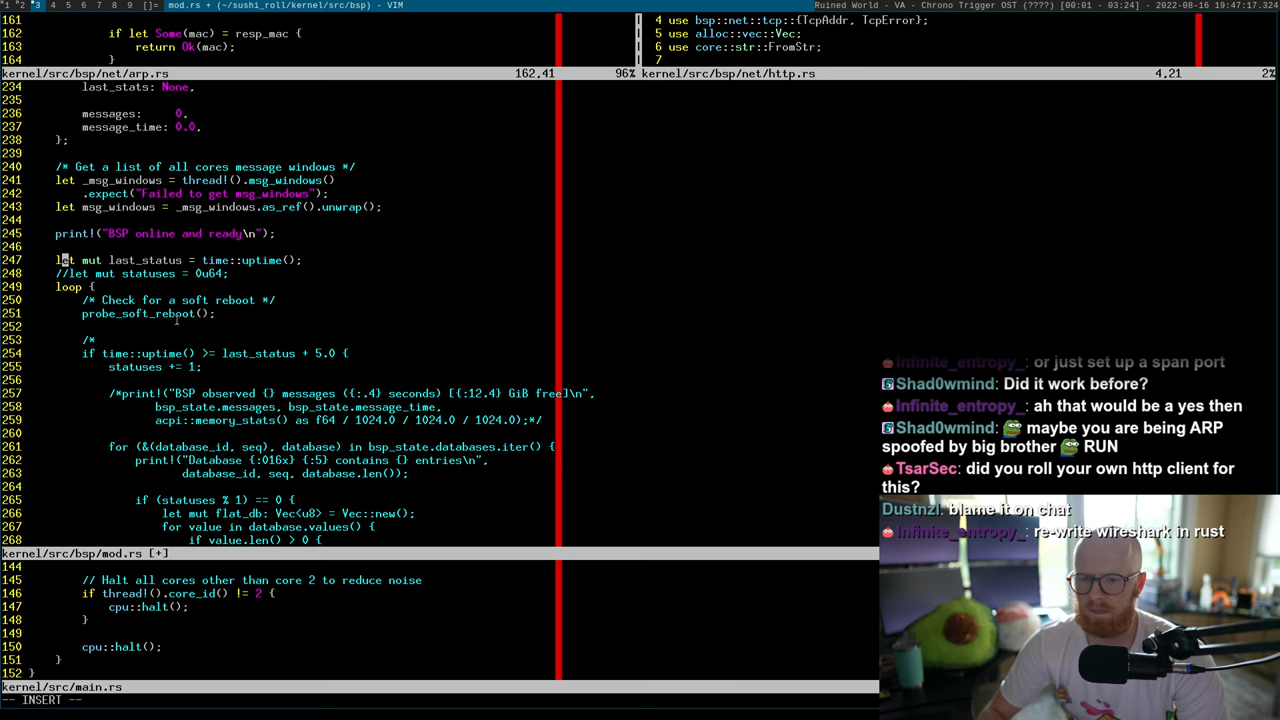 1 2 3 4 5 6 7 8 9 []= mod.rs + (~/sushi_roll/kernel/src/bsp) - VIM
Ruined World - VA - Chrono Trigger OST (????) [00:01 - 03:24] - 2022-08-16 19:47:17.324
161
162 if let Some(mac) = resp_mac {
163 return Ok(mac);
164 }
kernel/src/bsp/net/arp.rs 162,41 96%
4 use bsp::net::tcp::{TcpAddr, TcpError};
5 use alloc::vec::Vec;
6 use core::str::FromStr;
7
kernel/src/bsp/net/http.rs 4,21 2%
234 last_stats: None,
235
236 messages: 0,
237 message_time: 0.0,
238 };
239
240 /* Get a list of all cores message windows */
241 let _msg_windows = thread!().msg_windows()
242 .expect("Failed to get msg_windows");
243 let msg_windows = _msg_windows.as_ref().unwrap();
244
245 print!("BSP online and ready\n");
246
247 let mut last_status = time::uptime();
248 //let mut statuses = 0u64;
249 loop {
250 /* Check for a soft reboot */
251 probe_soft_reboot();
252
253 /*
254 if time::uptime() >= last_status + 5.0 {
255 statuses += 1;
256
257 /*print!("BSP observed {} messages ({:.4} seconds) [{:12.4} GiB free]\n",
258 bsp_state.messages, bsp_state.message_time,
259 acpi::memory_stats() as f64 / 1024.0 / 1024.0 / 1024.0);*/
260
261 for (&(database_id, seq), database) in bsp_state.databases.iter() {
262 print!("Database {:016x} {:5} contains {} entries\n",
263 database_id, seq, database.len());
264
265 if (statuses % 1) == 0 {
266 let mut flat_db: Vec<u8> = Vec::new();
267 for value in database.values() {
268 if value.len() > 0 {
kernel/src/bsp/mod.rs [+]
144
145 // Halt all cores other than core 2 to reduce noise
146 if thread!().core_id() != 2 {
147 cpu::halt();
148 }
149
150 cpu::halt();
151 }
152 }
kernel/src/main.rs
-- INSERT --
Infinite_entropy_: or just set up a span port
Shad0wmind: Did it work before?
Infinite_entropy_: ah that would be a yes then
Shad0wmind: maybe you are being ARP
spoofed by big brother RUN
TsarSec: did you roll your own http client for
this?
Dustnzl: blame it on chat
Infinite_entropy_: re-write wireshark in rust